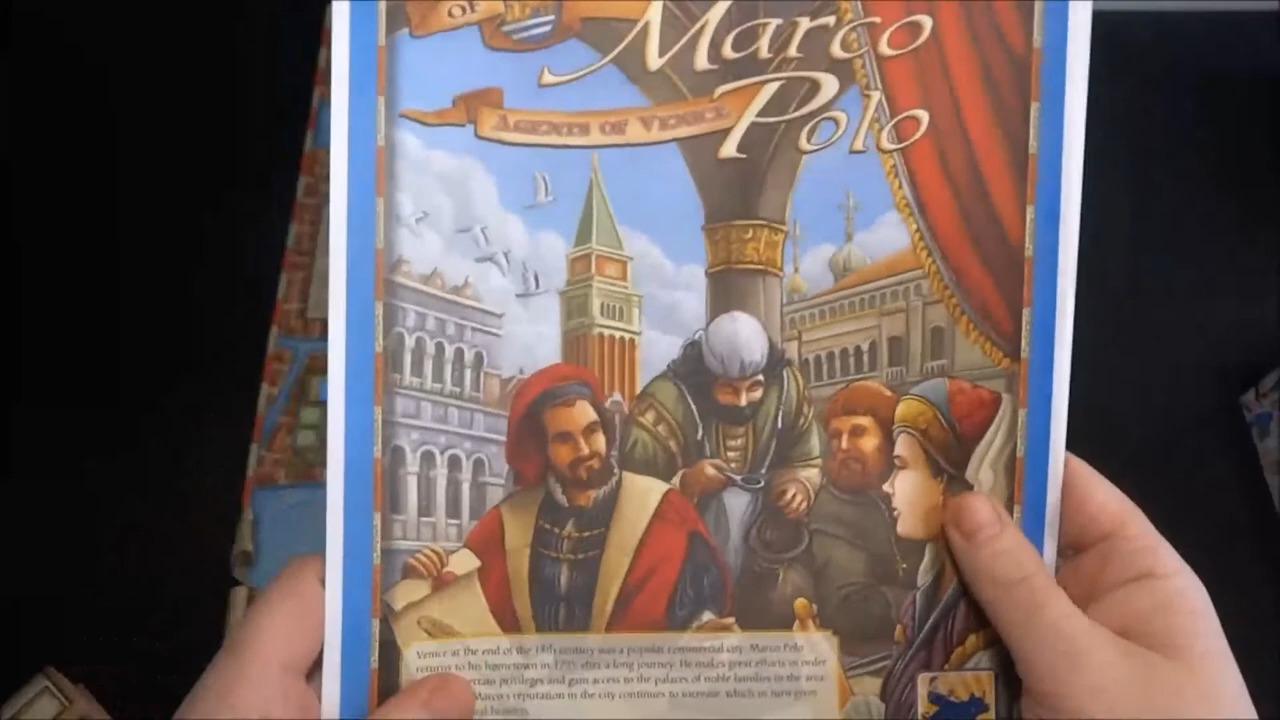 OF
Marco
Polo
AGENTS OF VENICE
Venice at the end of the 13th century was a popular commercial city. Marco Polo
returns to his hometown in 1295 after a long journey. He makes great efforts in order
certain privileges and gain access to the palaces of noble families in the area.
Marco's reputation in the city continues to increase, which in turn gives